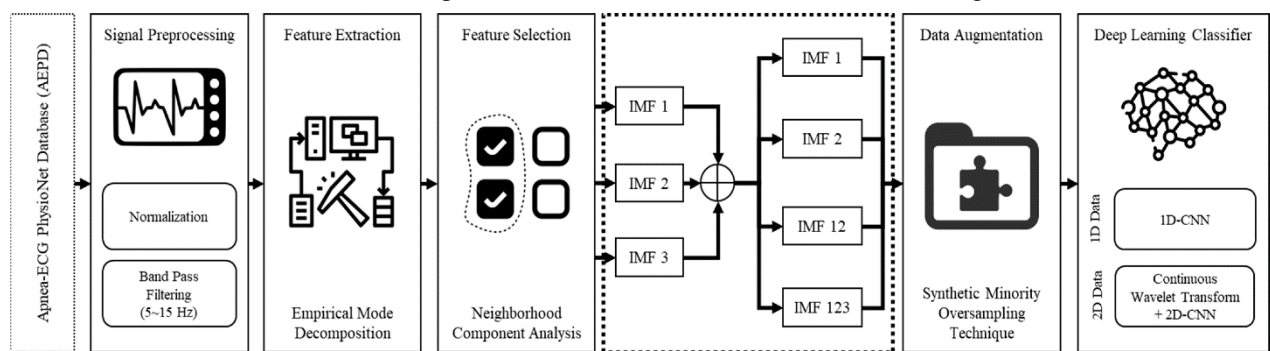 Apnea-ECG PhysioNet Database (AEPD)
Signal Preprocessing
Normalization
Band Pass
Filtering
(5~15 Hz)
Feature Extraction
Empirical Mode
Decomposition
Feature Selection
Neighborhood
Component Analysis
IMF 1
IMF 2
IMF 3
IMF 1
IMF 2
IMF 12
IMF 123
Data Augmentation
Synthetic Minority
Oversampling
Technique
Deep Learning Classifier
1D Data
1D-CNN
2D Data
Continuous
Wavelet Transform
+ 2D-CNN